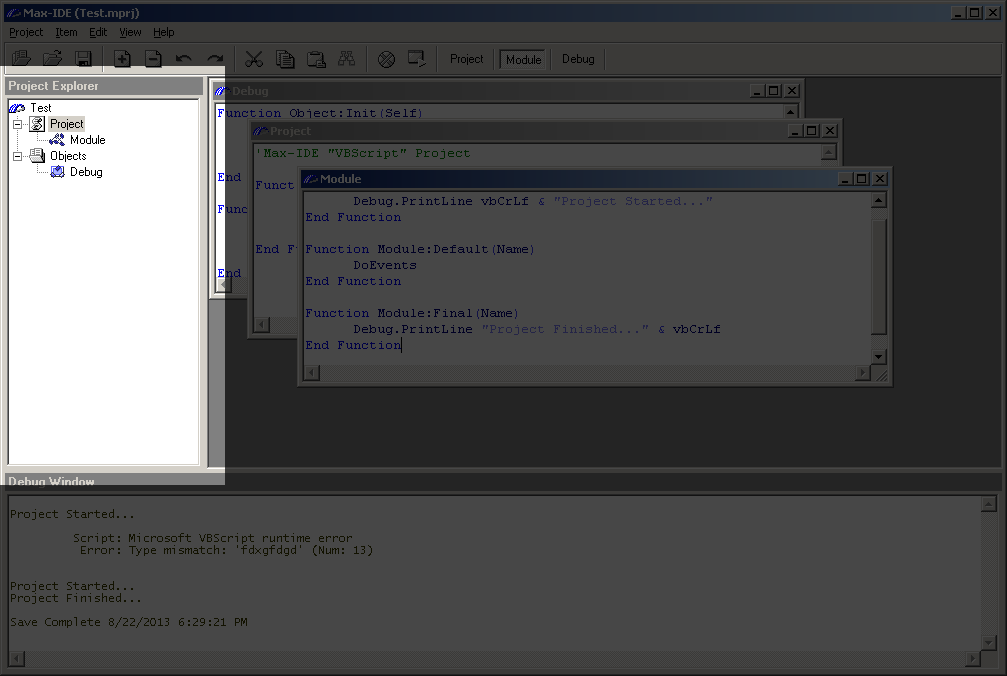 Max-IDE (Test.mprj)
Project Item Edit View Help
Project Module Debug
Project Explorer
Test
Project
Module
Objects
Debug
Debug
Function Object:Init(Self)
End
Func
End
Project
'Max-IDE "VBScript" Project
Funct
End F
Module
Debug.PrintLine vbCrLf & "Project Started..."
End Function
Function Module:Default(Name)
DoEvents
End Function
Function Module:Final(Name)
Debug.PrintLine "Project Finished..." & vbCrLf
End Function
Debug Window
Project Started...
Script: Microsoft VBScript runtime error
Error: Type mismatch: 'fdxgfdgd' (Num: 13)
Project Started...
Project Finished...
Save Complete 8/22/2013 6:29:21 PM